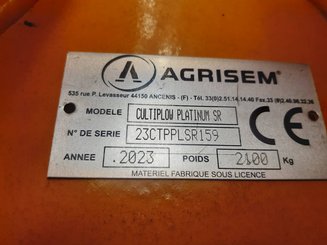 AGRISEM®
535 rue P. Levasseur 44150 ANCENIS - (F) - Tél. 33(0)2.51.14.14.40 Fax.33 (0)2.40.96.32.36
MODELE CULTIPLOW PLATINUM SR
N° DE SERIE 23CTPPLSR159
CE
ANNEE .2023 POIDS 2100 Kg
MATERIEL FABRIQUE SOUS LICENCE